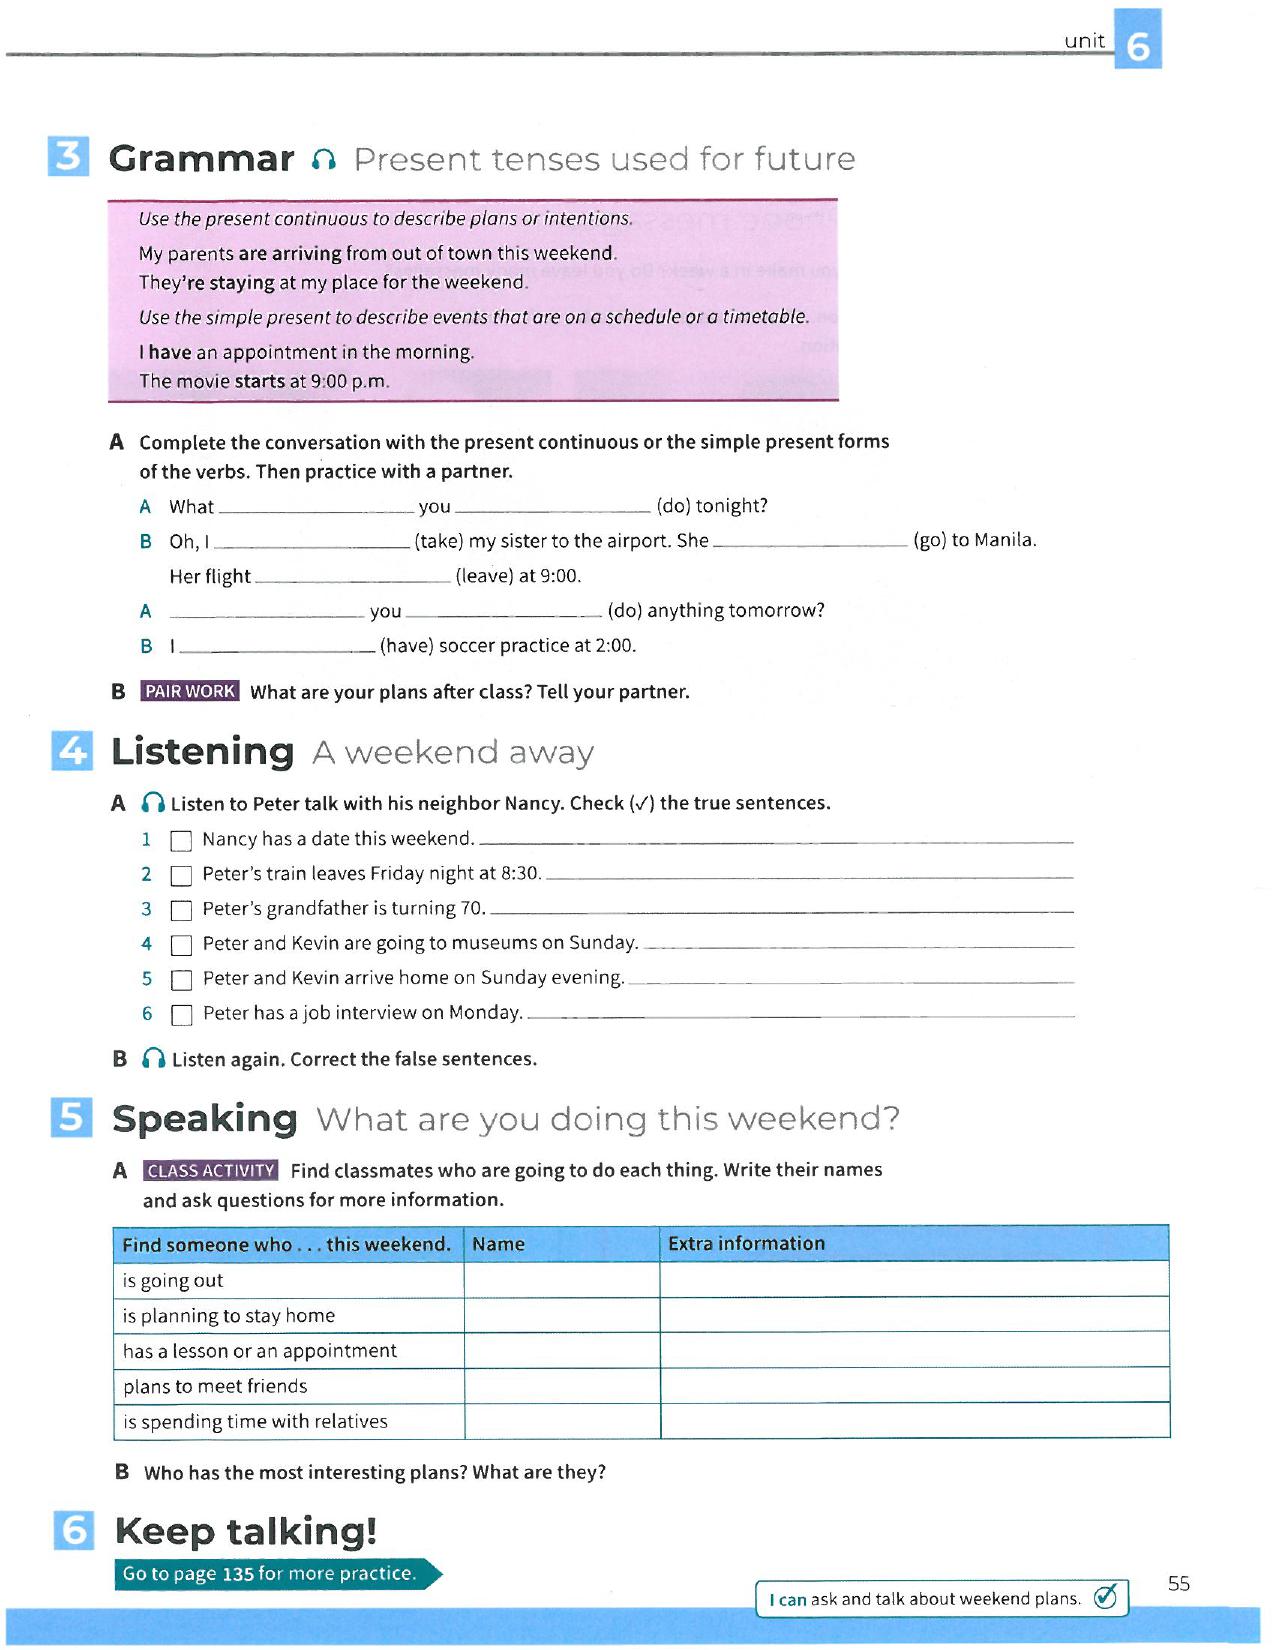 unit 6
3 Grammar Present tenses used for future
Use the present continuous to describe plans or intentions.
My parents are arriving from out of town this weekend.
They're staying at my place for the weekend.
Use the simple present to describe events that are on a schedule or a timetable.
I have an appointment in the morning.
The movie starts at 9:00 p.m.
A Complete the conversation with the present continuous or the simple present forms
of the verbs. Then practice with a partner.
A What ____________ you ____________ (do) tonight?
B Oh, I ____________ (take) my sister to the airport. She ____________ (go) to Manila.
Her flight ____________ (leave) at 9:00.
A ____________ you ____________ (do) anything tomorrow?
B I ____________ (have) soccer practice at 2:00.
B PAIR WORK What are your plans after class? Tell your partner.
4 Listening A weekend away
A Listen to Peter talk with his neighbor Nancy. Check (✓) the true sentences.
1 □ Nancy has a date this weekend. ____________
2 □ Peter's train leaves Friday night at 8:30. ____________
3 □ Peter's grandfather is turning 70. ____________
4 □ Peter and Kevin are going to museums on Sunday. ____________
5 □ Peter and Kevin arrive home on Sunday evening. ____________
6 □ Peter has a job interview on Monday. ____________
B Listen again. Correct the false sentences.
5 Speaking What are you doing this weekend?
A CLASS ACTIVITY Find classmates who are going to do each thing. Write their names
and ask questions for more information.
Find someone who . . . this weekend. Name Extra information
is going out
is planning to stay home
has a lesson or an appointment
plans to meet friends
is spending time with relatives
B Who has the most interesting plans? What are they?
6 Keep talking!
Go to page 135 for more practice.
I can ask and talk about weekend plans.
55